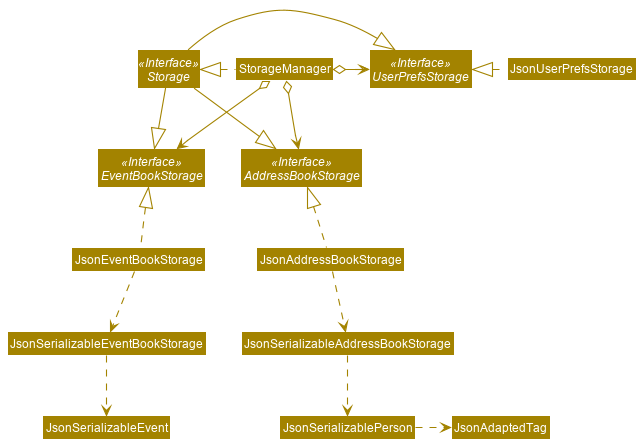 «Interface»
Storage
StorageManager
«Interface»
UserPrefsStorage
JsonUserPrefsStorage
«Interface»
EventBookStorage
«Interface»
AddressBookStorage
JsonEventBookStorage
JsonAddressBookStorage
JsonSerializableEventBookStorage
JsonSerializableAddressBookStorage
JsonSerializableEvent
JsonSerializablePerson
JsonAdaptedTag